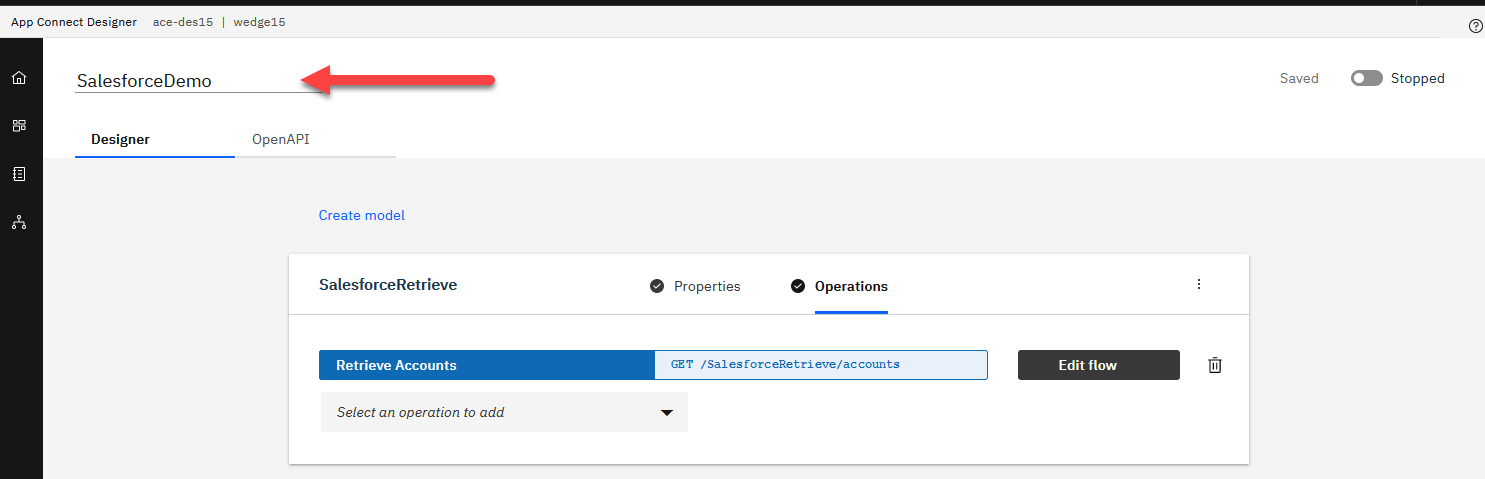 App Connect Designer ace-des15 | wedge15
SalesforceDemo
Saved
Stopped
Designer
OpenAPI
Create model
SalesforceRetrieve
Properties
Operations
Retrieve Accounts
GET /SalesforceRetrieve/accounts
Edit flow
Select an operation to add